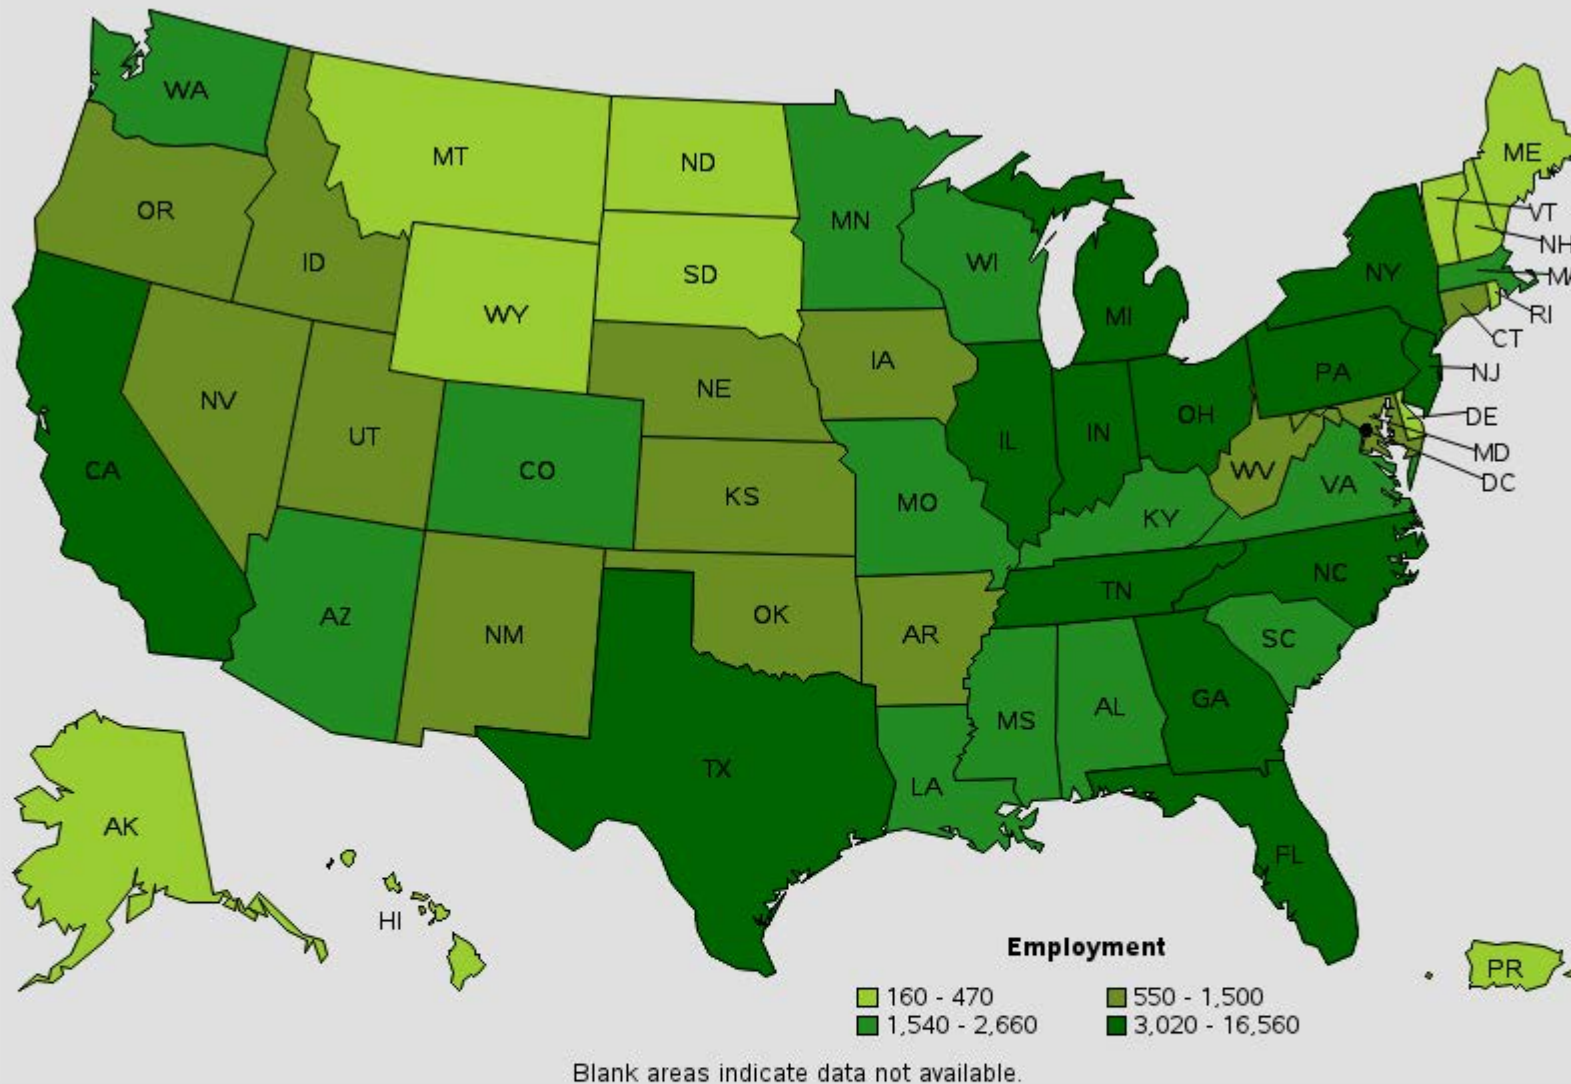 WA
MT
ND
ME
OR
MN
VT
ID
WI
NH
SD
NY
MA
WY
MI
RI
CT
IA
PA
NJ
NV
NE
UT
OH
DE
CA
CO
IL
IN
MD
WV
DC
KS
MO
VA
KY
AZ
NM
OK
AR
TN
NC
SC
MS
AL
GA
TX
LA
AK
FL
HI
Employment
PR
160 - 470
550 - 1,500
1,540 - 2,660
3,020 - 16,560
Blank areas indicate data not available.